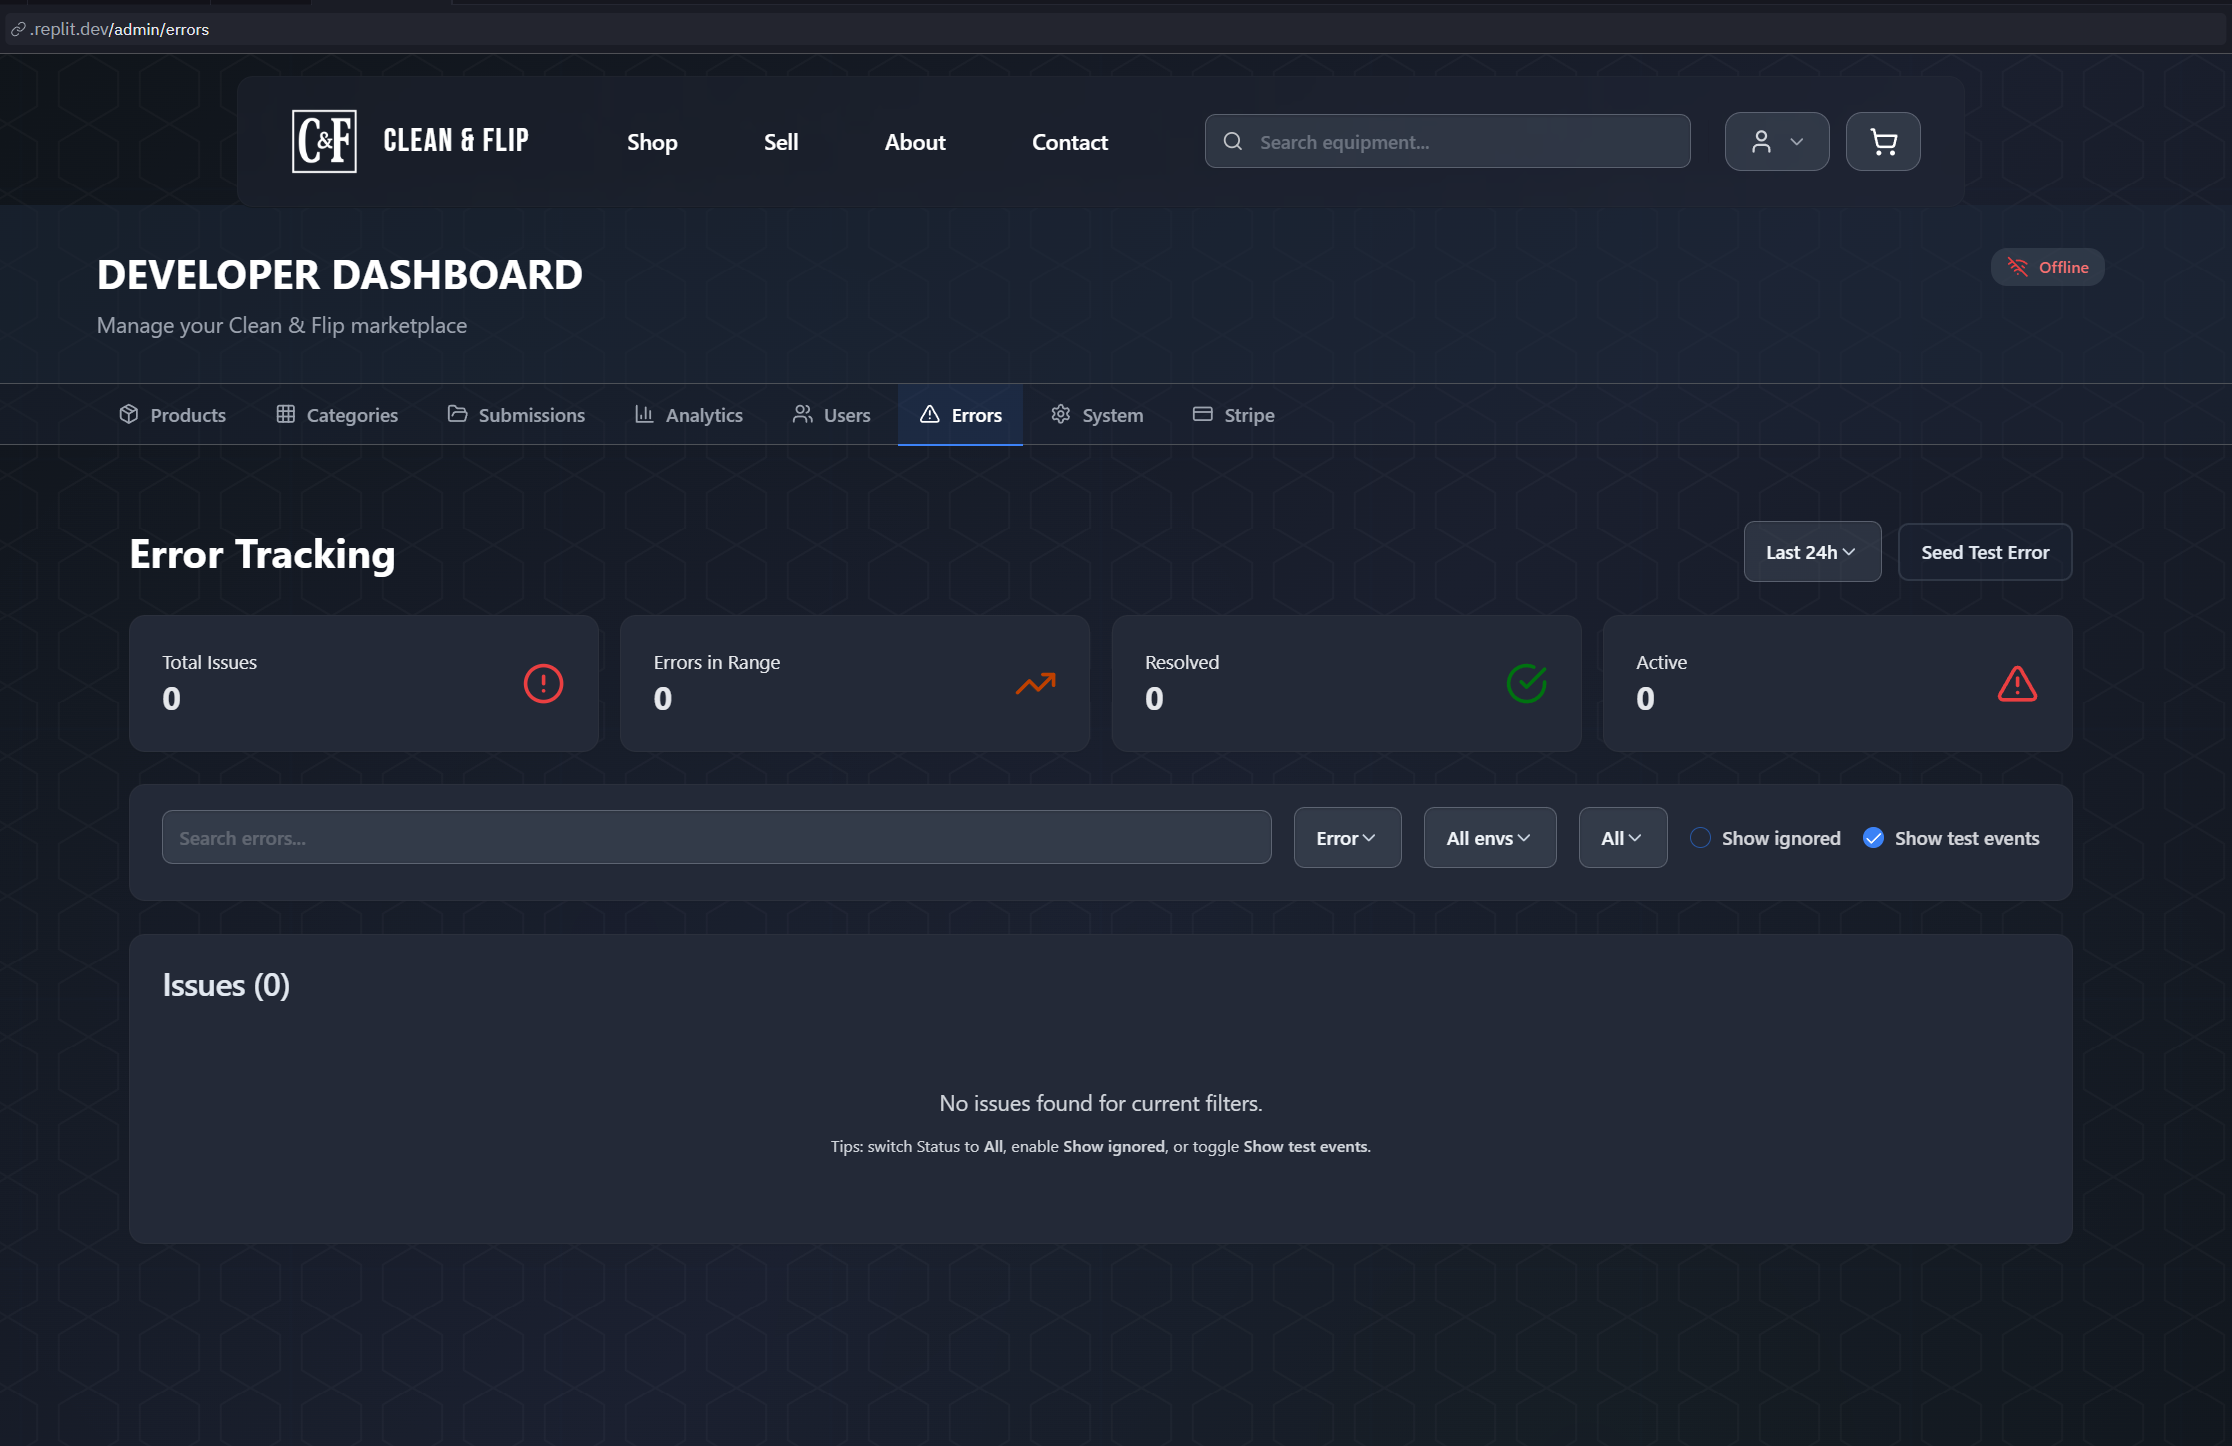 .replit.dev/admin/errors
C&F CLEAN & FLIP Shop Sell About Contact Search equipment...
DEVELOPER DASHBOARD
Offline
Manage your Clean & Flip marketplace
Products Categories Submissions Analytics Users Errors System Stripe
Error Tracking
Last 24h Seed Test Error
Total Issues
0
Errors in Range
0
Resolved
0
Active
0
Search errors... Error All envs All Show ignored Show test events
Issues (0)
No issues found for current filters.
Tips: switch Status to All, enable Show ignored, or toggle Show test events.